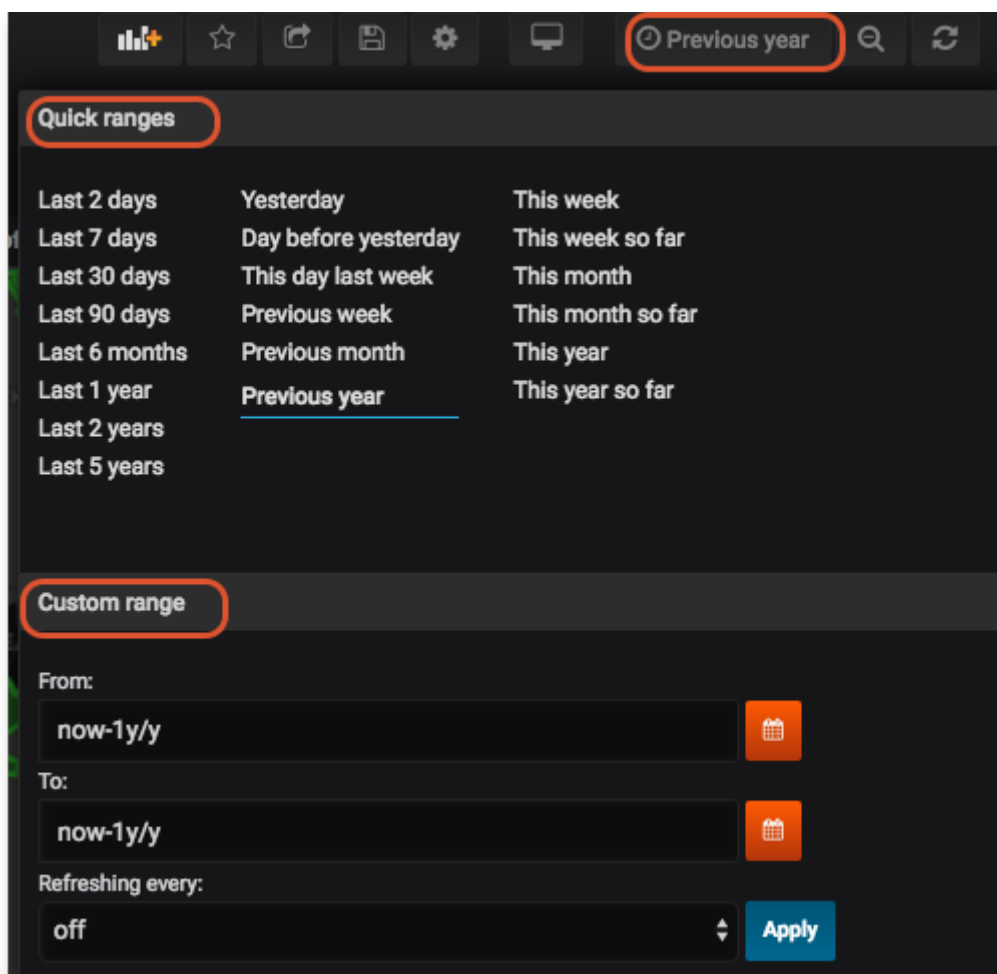 Previous year
Quick ranges
Last 2 days
Last 7 days
Last 30 days
Last 90 days
Last 6 months
Last 1 year
Last 2 years
Last 5 years
Yesterday
Day before yesterday
This day last week
Previous week
Previous month
Previous year
This week
This week so far
This month
This month so far
This year
This year so far
Custom range
From:
now-1y/y
To:
now-1y/y
Refreshing every:
off
Apply